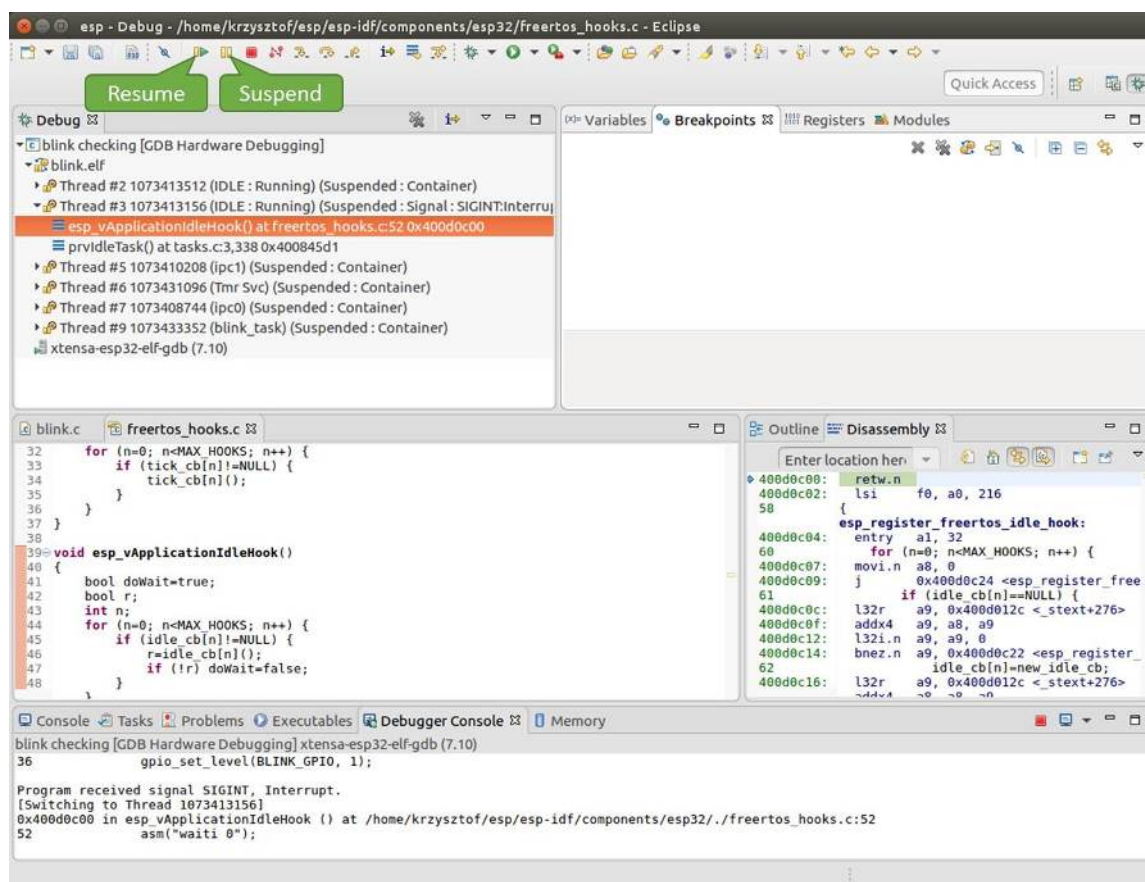 esp - Debug - /home/krzysztof/esp/esp-idf/components/esp32/freertos_hooks.c - Eclipse
Resume
Suspend
Quick Access
Debug
blink checking [GDB Hardware Debugging]
blink.elf
Thread #2 1073413512 (IDLE : Running) (Suspended : Container)
Thread #3 1073413156 (IDLE : Running) (Suspended : Signal : SIGINT:Interru
esp_vApplicationIdleHook() at freertos_hooks.c:52 0x400d0c00
prvIdleTask() at tasks.c:3,338 0x400845d1
Thread #5 1073410208 (ipc1) (Suspended : Container)
Thread #6 1073431096 (Tmr Svc) (Suspended : Container)
Thread #7 1073408744 (ipc0) (Suspended : Container)
Thread #9 1073433352 (blink_task) (Suspended : Container)
xtensa-esp32-elf-gdb (7.10)
(x)= Variables Breakpoints Registers Modules
blink.c freertos_hooks.c
32 for (n=0; n<MAX_HOOKS; n++) {
33 if (tick_cb[n]!=NULL) {
34 tick_cb[n]();
35 }
36 }
37 }
38
39 void esp_vApplicationIdleHook()
40 {
41 bool doWait=true;
42 bool r;
43 int n;
44 for (n=0; n<MAX_HOOKS; n++) {
45 if (idle_cb[n]!=NULL) {
46 r=idle_cb[n]();
47 if (!r) doWait=false;
48 }
}
Outline Disassembly
Enter location her
400d0c00: retw.n
400d0c02: lsi f0, a0, 216
58 {
esp_register_freertos_idle_hook:
400d0c04: entry a1, 32
60 for (n=0; n<MAX_HOOKS; n++) {
400d0c07: movi.n a8, 0
400d0c09: j 0x400d0c24 <esp_register_free
61 if (idle_cb[n]==NULL) {
400d0c0c: l32r a9, 0x400d012c <_stext+276>
400d0c0f: addx4 a9, a8, a9
400d0c12: l32i.n a9, a9, 0
400d0c14: bnez.n a9, 0x400d0c22 <esp_register_
62 idle_cb[n]=new_idle_cb;
400d0c16: l32r a9, 0x400d012c <_stext+276>
addx4 a8, a8, a9
Console Tasks Problems Executables Debugger Console Memory
blink checking [GDB Hardware Debugging] xtensa-esp32-elf-gdb (7.10)
36 gpio_set_level(BLINK_GPIO, 1);
Program received signal SIGINT, Interrupt.
[Switching to Thread 1073413156]
0x400d0c00 in esp_vApplicationIdleHook () at /home/krzysztof/esp/esp-idf/components/esp32/./freertos_hooks.c:52
52 asm("waiti 0");